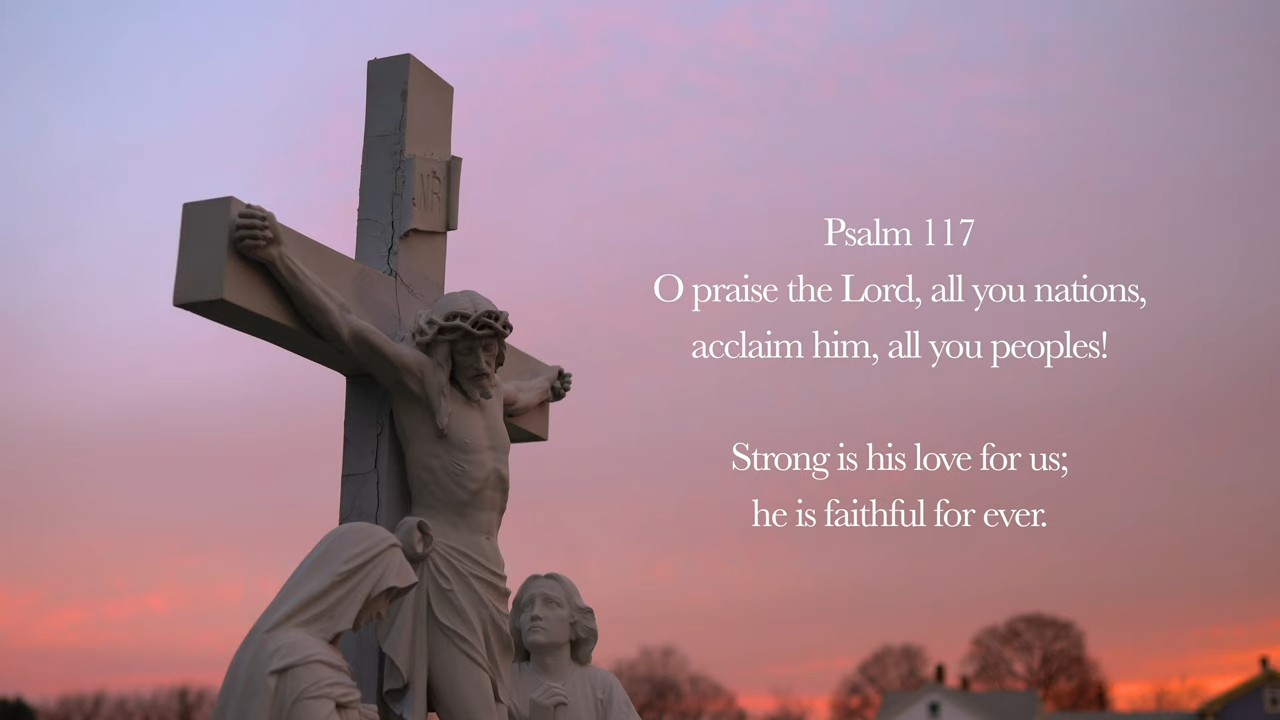 NR
Psalm 117
O praise the Lord, all you nations,
acclaim him, all you peoples!
Strong is his love for us;
he is faithful for ever.